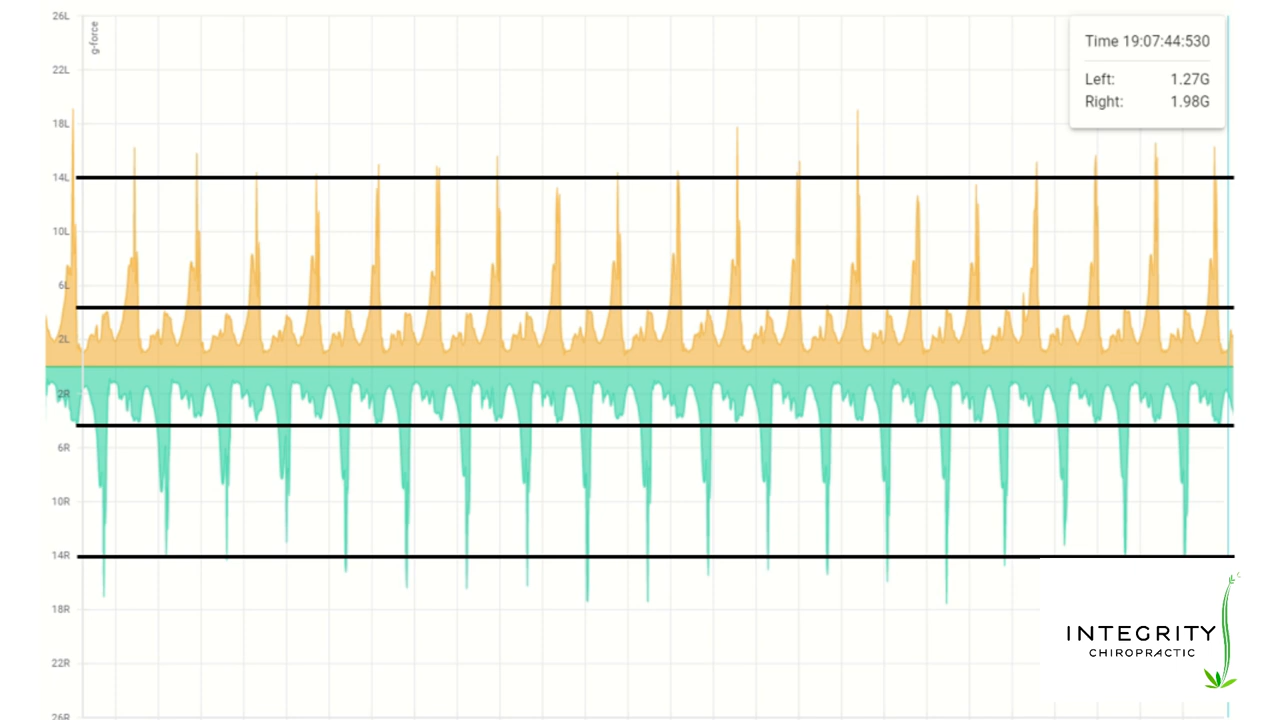 26L
g-force
Time 19:07:44:530
22L
Left: 1.27G
Right: 1.98G
18L
14L
10L
6L
2L
2R
6R
10R
14R
18R
INTEGRITY
CHIROPRACTIC
22R
26R